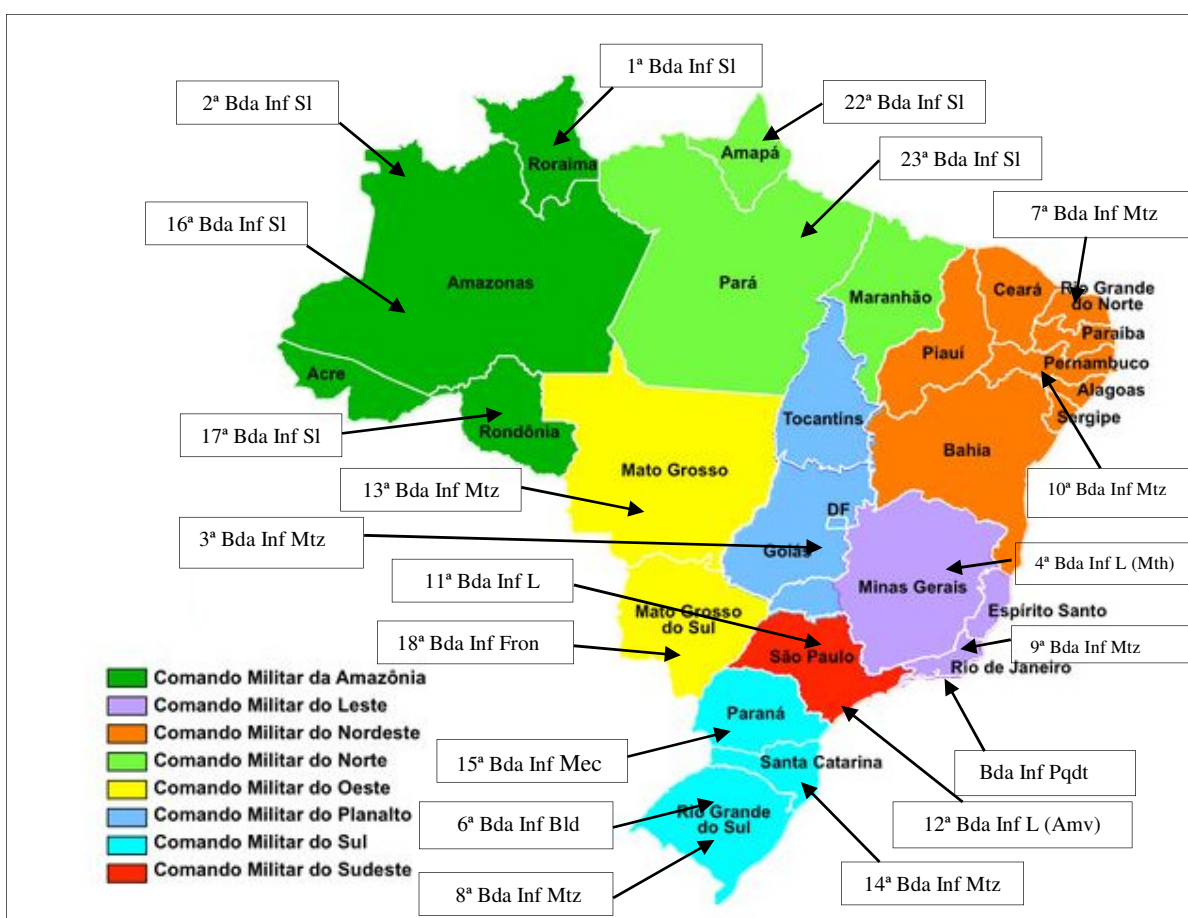 1ª Bda Inf Sl
2ª Bda Inf Sl
22ª Bda Inf Sl
Amapá
Roraima
23ª Bda Inf Sl
7ª Bda Inf Mtz
16ª Bda Inf Sl
Amazonas
Pará
Maranhão
Ceará
Rio Grande
do Norte
Paraíba
Piauí
Pernambuco
Acre
Alagoas
Tocantins
Sergipe
17ª Bda Inf Sl
Rondônia
Bahia
Mato Grosso
13ª Bda Inf Mtz
10ª Bda Inf Mtz
DF
3ª Bda Inf Mtz
Goiás
4ª Bda Inf L (Mth)
11ª Bda Inf L
Minas Gerais
Espírito Santo
Mato Grosso
do Sul
18ª Bda Inf Fron
São Paulo
9ª Bda Inf Mtz
Rio de Janeiro
Comando Militar da Amazônia
Comando Militar do Leste
Comando Militar do Nordeste
Comando Militar do Norte
Comando Militar do Oeste
Comando Militar do Planalto
Comando Militar do Sul
Comando Militar do Sudeste
Paraná
15ª Bda Inf Mec
Santa Catarina
Bda Inf Pqdt
6ª Bda Inf Bld
Rio Grande
do Sul
12ª Bda Inf L (Amv)
8ª Bda Inf Mtz
14ª Bda Inf Mtz